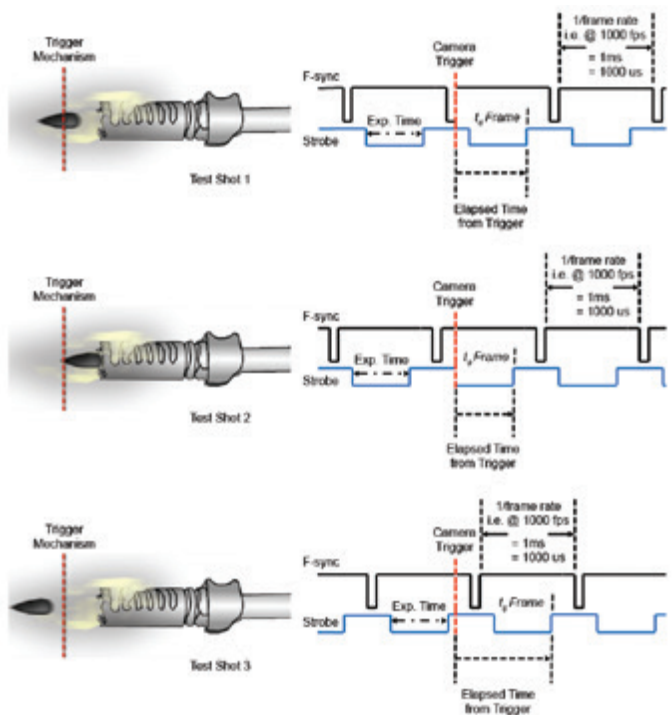 Trigger
Mechanism
Test Shot 1
F-sync
Strobe
Exp. Time
Camera
Trigger
1/frame rate
i.e. @ 1000 fps
= 1ms
= 1000 us
t₀ Frame
Elapsed Time
from Trigger
Trigger
Mechanism
Test Shot 2
F-sync
Strobe
Exp. Time
Camera
Trigger
1/frame rate
i.e. @ 1000 fps
= 1ms
= 1000 us
t₀ Frame
Elapsed Time
from Trigger
Trigger
Mechanism
Test Shot 3
F-sync
Strobe
Exp. Time
Camera
Trigger
1/frame rate
i.e. @ 1000 fps
= 1ms
= 1000 us
t₀ Frame
Elapsed Time
from Trigger